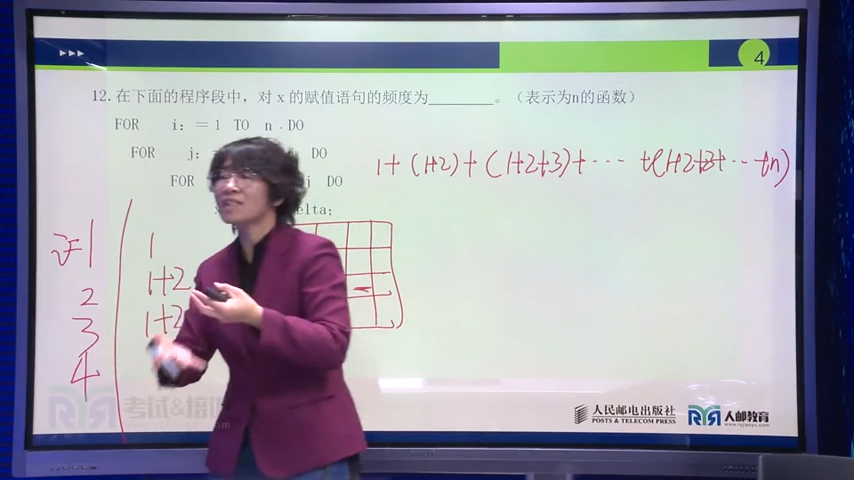 4
12.在下面的程序段中，对 x 的赋值语句的频度为______。（表示为n的函数）
FOR i：＝1 TO n DO
FOR j： DO
FOR j DO
elta；
1+(1+2)+(1+2+3)+⋯ +(1+2+3+⋯+n)
i=1
1
2
1+2
3
1+2
4
考试&培训
人民邮电出版社
POSTS & TELECOM PRESS
人邮教育
www.ryjiaoyu.com